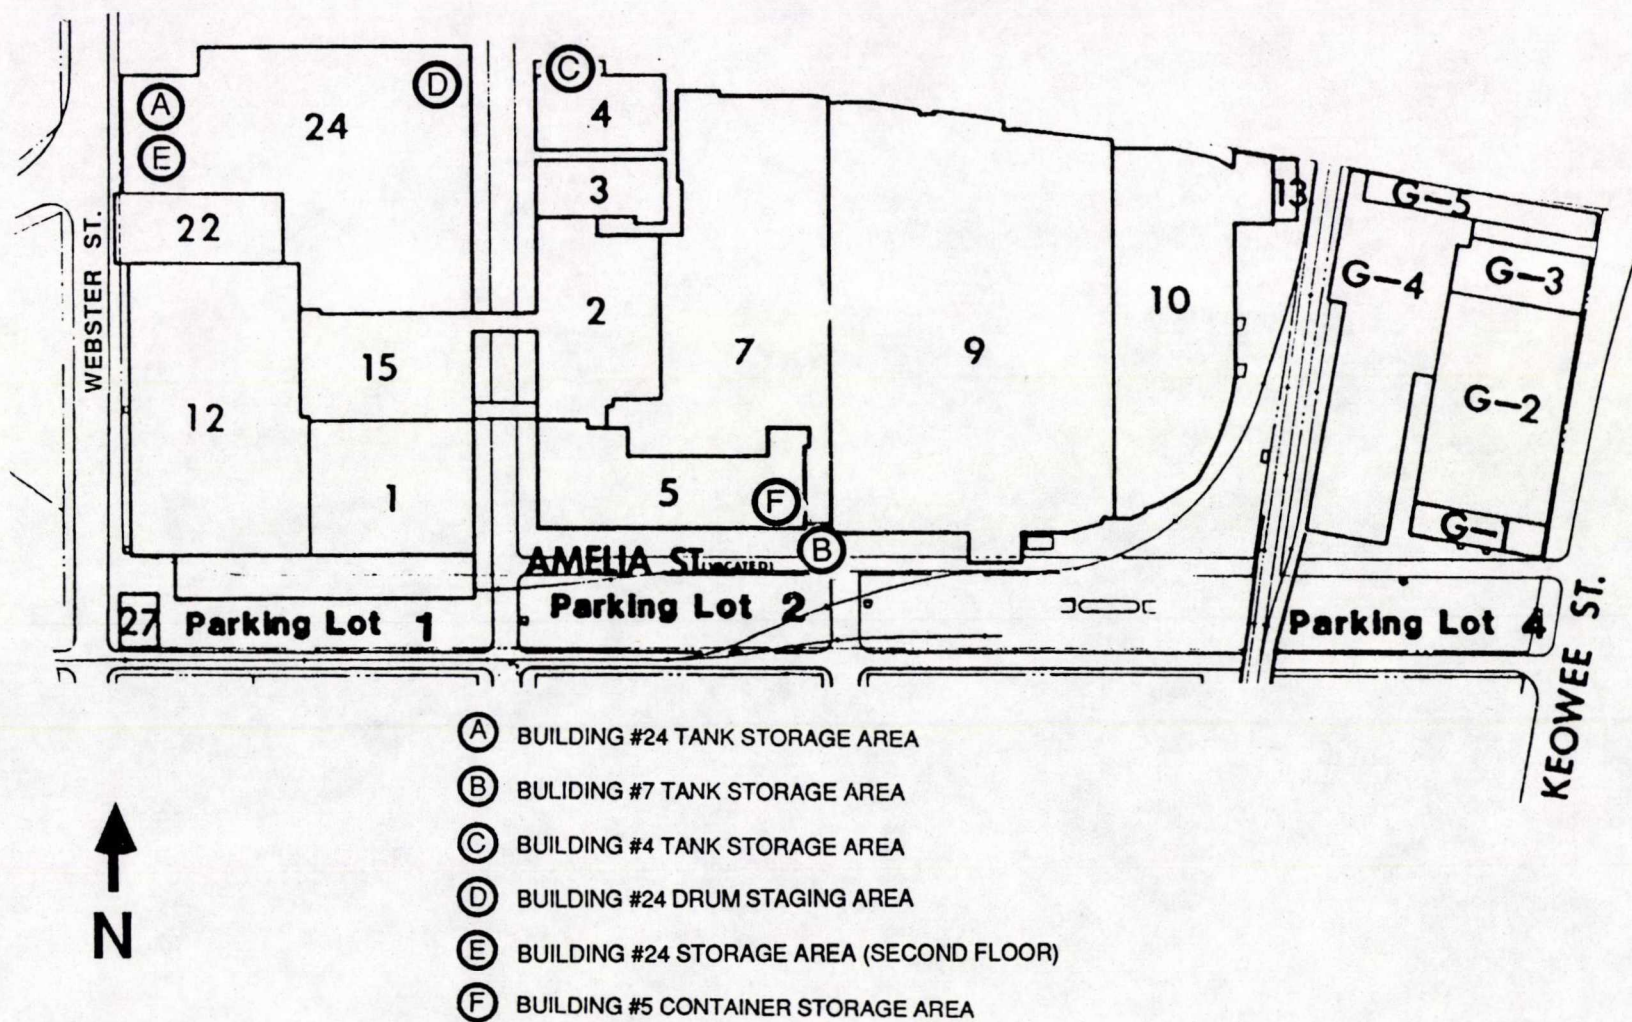 C
D
A
4
24
E
3
13
G-5
22
WEBSTER ST.
G-3
G-4
2
10
7
9
15
G-2
12
1
5
F
G-1
B
AMELIA ST. (VACATED)
27
Parking Lot 1
Parking Lot 2
Parking Lot 4
KEOWEE ST.
A BUILDING #24 TANK STORAGE AREA
B BULIDING #7 TANK STORAGE AREA
C BUILDING #4 TANK STORAGE AREA
D BUILDING #24 DRUM STAGING AREA
E BUILDING #24 STORAGE AREA (SECOND FLOOR)
F BUILDING #5 CONTAINER STORAGE AREA
N